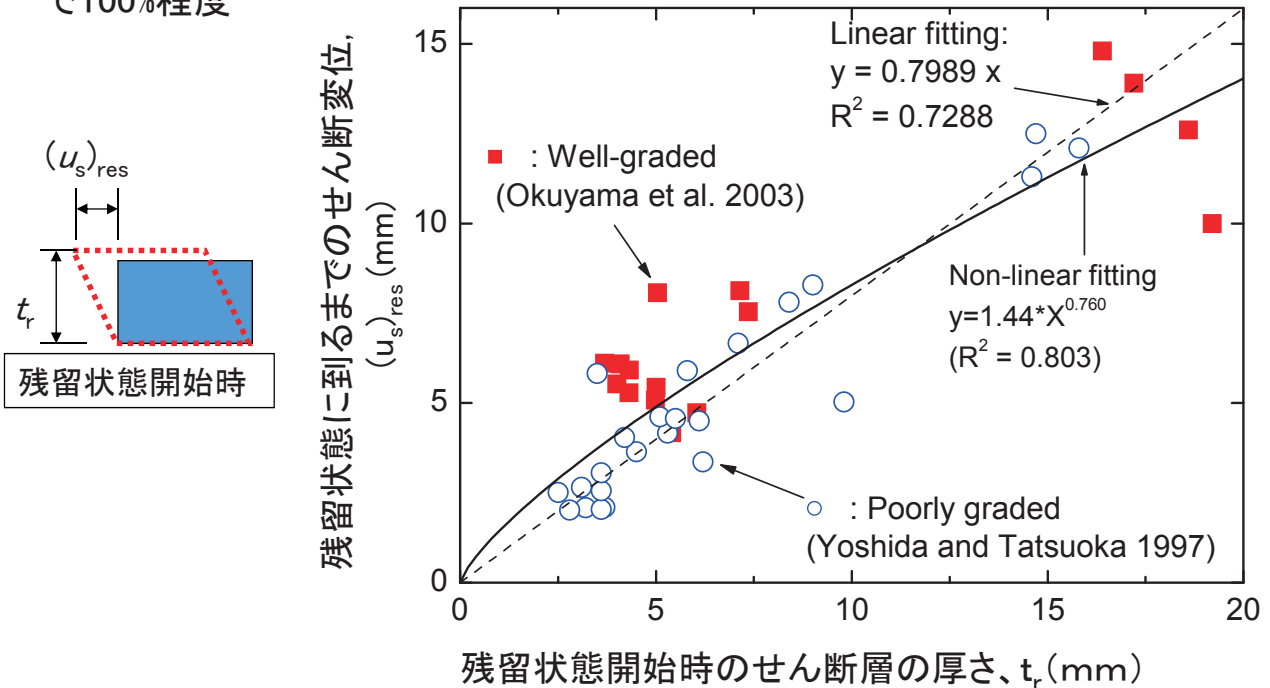 で100%程度
(u_s)_res
t_r
残留状態開始時
残留状態に到るまでのせん断変位,
(u_s)_res (mm)
15
10
5
0
Linear fitting:
y = 0.7989 x
R² = 0.7288
■ : Well-graded
(Okuyama et al. 2003)
Non-linear fitting
y=1.44*X^0.760
(R² = 0.803)
○ : Poorly graded
(Yoshida and Tatsuoka 1997)
0 5 10 15 20
残留状態開始時のせん断層の厚さ、t_r(mm)